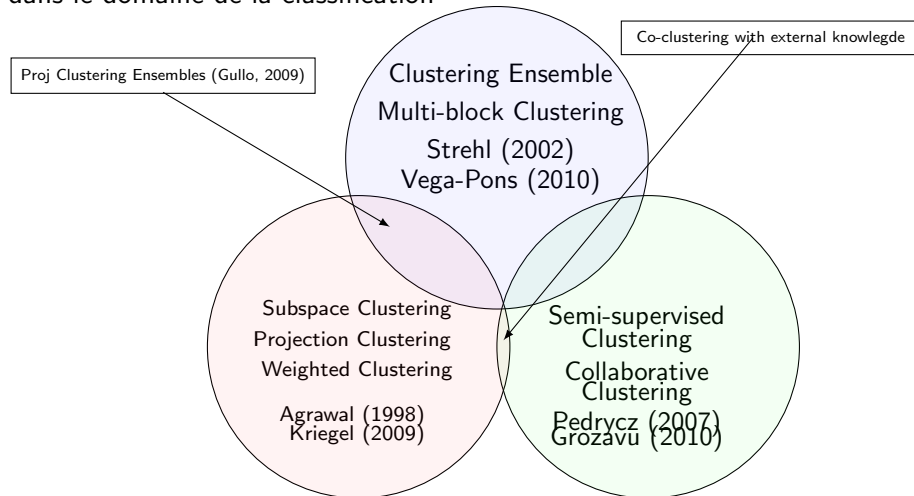 dans le domaine de la classification
Co-clustering with external knowlegde
Proj Clustering Ensembles (Gullo, 2009)
Clustering Ensemble
Multi-block Clustering
Strehl (2002)
Vega-Pons (2010)
Subspace Clustering
Projection Clustering
Weighted Clustering
Agrawal (1998)
Kriegel (2009)
Semi-supervised
Clustering
Collaborative
Clustering
Pedrycz (2007)
Grozavu (2010)